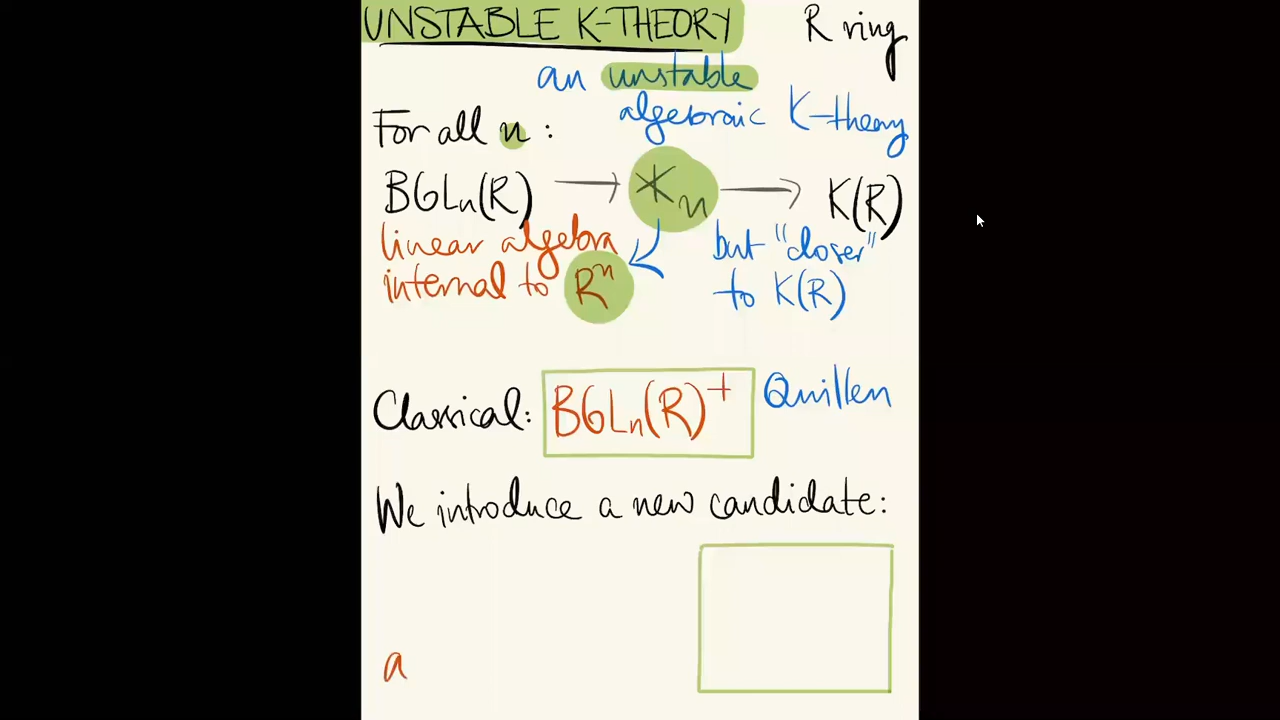 UNSTABLE K-THEORY R ring
an unstable
algebraic K-theory
For all n :
BGLn(R) → *n → K(R)
linear algebra
internal to Rⁿ
but "closer"
to K(R)
Classical: BGLn(R)⁺ Quillen
We introduce a new candidate:
a